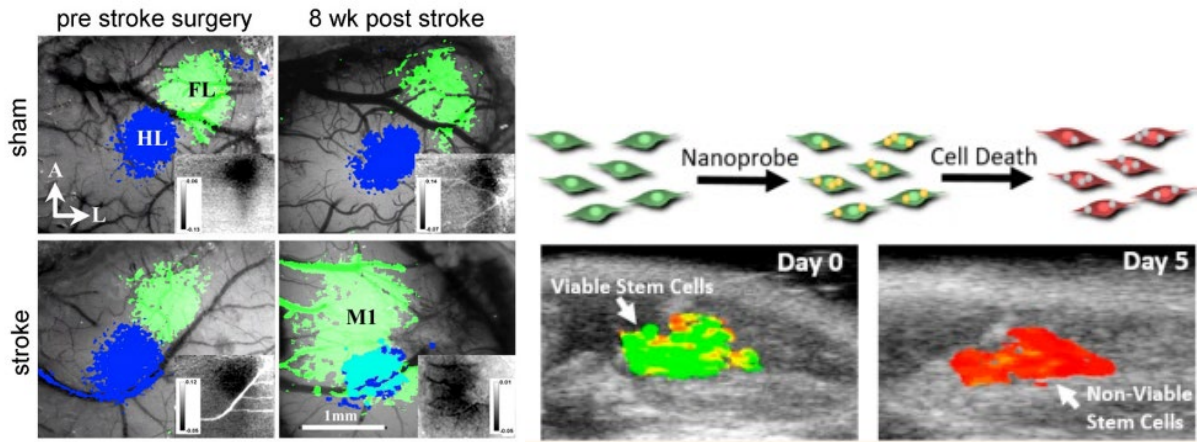 pre stroke surgery
8 wk post stroke
sham
FL
HL
A
L
stroke
M1
1mm
Nanoprobe
Cell Death
Day 0
Viable Stem Cells
Day 5
Non-Viable
Stem Cells